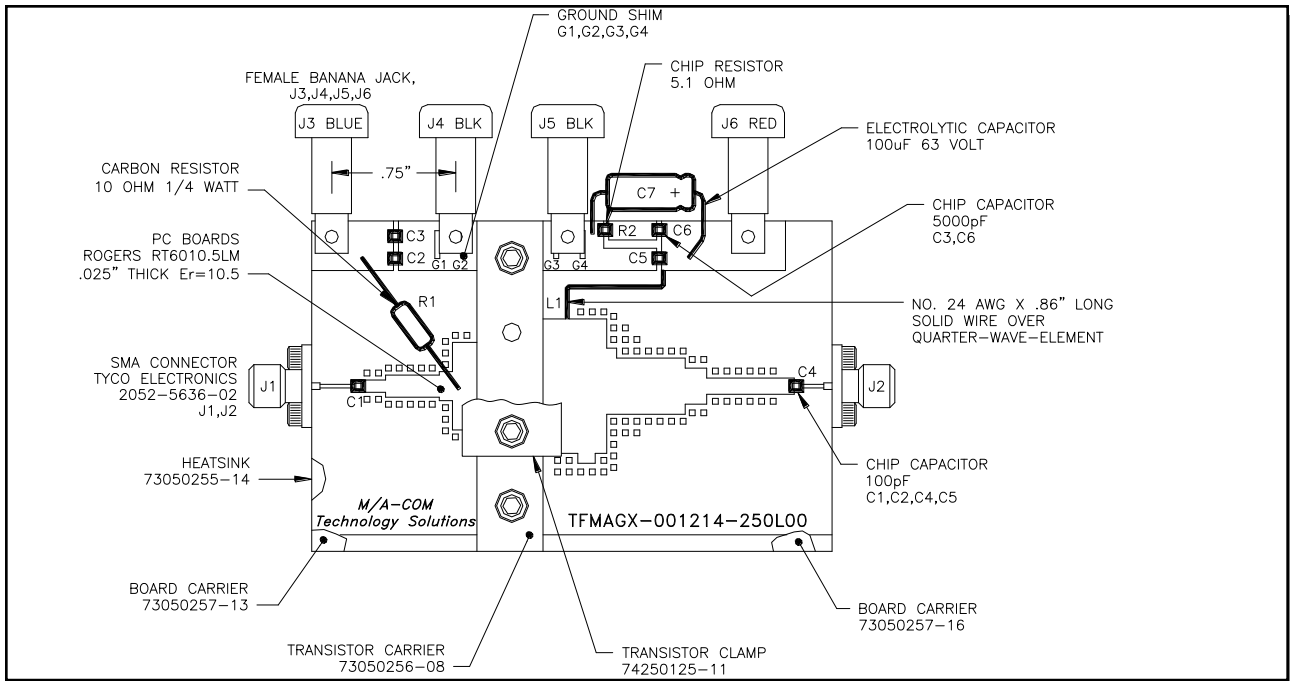 GROUND SHIM
G1,G2,G3,G4
CHIP RESISTOR
5.1 OHM
FEMALE BANANA JACK,
J3,J4,J5,J6
J3 BLUE
J4 BLK
J5 BLK
J6 RED
ELECTROLYTIC CAPACITOR
100uF 63 VOLT
CARBON RESISTOR
10 OHM 1/4 WATT
.75"
C7 +
CHIP CAPACITOR
5000pF
C3,C6
PC BOARDS
ROGERS RT6010.5LM
.025" THICK Er=10.5
C3
C2
G1 G2
G3 G4
R2
C6
C5
R1
L1
NO. 24 AWG X .86" LONG
SOLID WIRE OVER
QUARTER-WAVE-ELEMENT
SMA CONNECTOR
TYCO ELECTRONICS
2052-5636-02
J1,J2
J1
C1
C4
J2
HEATSINK
73050255-14
CHIP CAPACITOR
100pF
C1,C2,C4,C5
M/A-COM
Technology Solutions
TFMAGX-001214-250L00
BOARD CARRIER
73050257-13
BOARD CARRIER
73050257-16
TRANSISTOR CARRIER
73050256-08
TRANSISTOR CLAMP
74250125-11